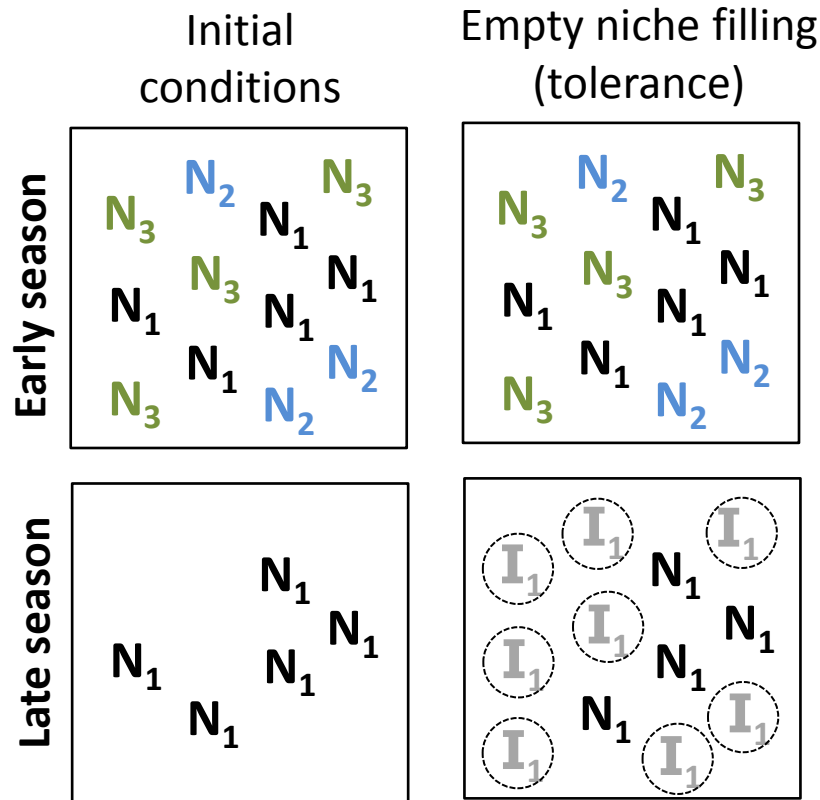 Initial
conditions
Empty niche filling
(tolerance)
Early season
N2 N3
N3 N1
N3 N1
N1 N1
N1 N2
N3 N2
N2 N3
N3 N1
N3 N1
N1 N1
N1 N2
N3 N2
Late season
N1
N1
N1 N1
N1
I1 I1
I1 N1
I1 N1
I1 N1
N1 I1
I1 I1